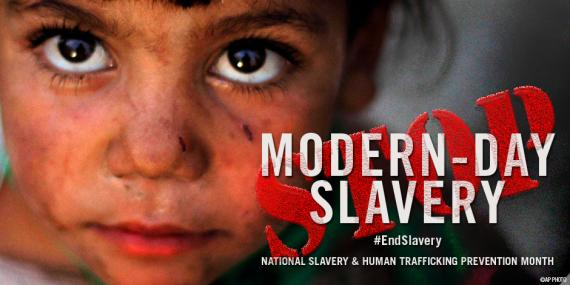 STOP
MODERN-DAY
SLAVERY
#EndSlavery
NATIONAL SLAVERY & HUMAN TRAFFICKING PREVENTION MONTH
©AP PHOTO